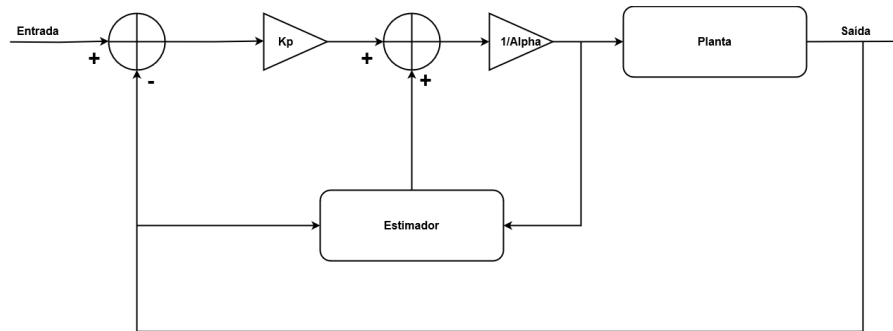 Entrada
Kp
1/Alpha
Planta
Saída
+
+
-
+
Estimador